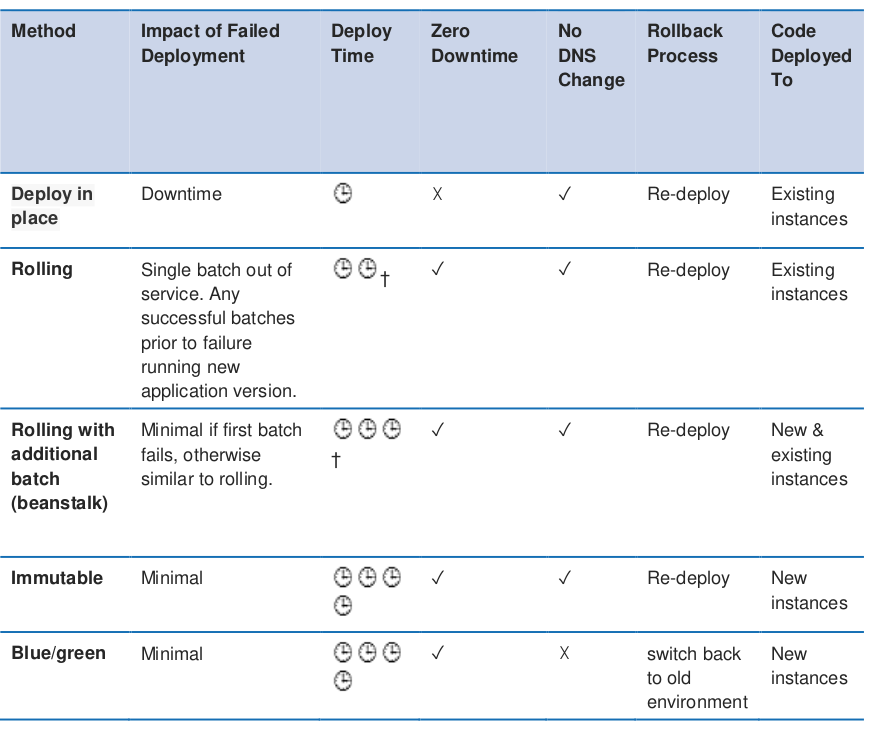 Method
Impact of Failed
Deployment
Deploy
Time
Zero
Downtime
No
DNS
Change
Rollback
Process
Code
Deployed
To
Deploy in
place
Downtime
🕒
X
✓
Re-deploy
Existing
instances
Rolling
Single batch out of
service. Any
successful batches
prior to failure
running new
application version.
🕒 🕒 †
✓
✓
Re-deploy
Existing
instances
Rolling with
additional
batch
(beanstalk)
Minimal if first batch
fails, otherwise
similar to rolling.
🕒 🕒 🕒
†
✓
✓
Re-deploy
New &
existing
instances
Immutable
Minimal
🕒 🕒 🕒
🕒
✓
✓
Re-deploy
New
instances
Blue/green
Minimal
🕒 🕒 🕒
🕒
✓
X
switch back
to old
environment
New
instances